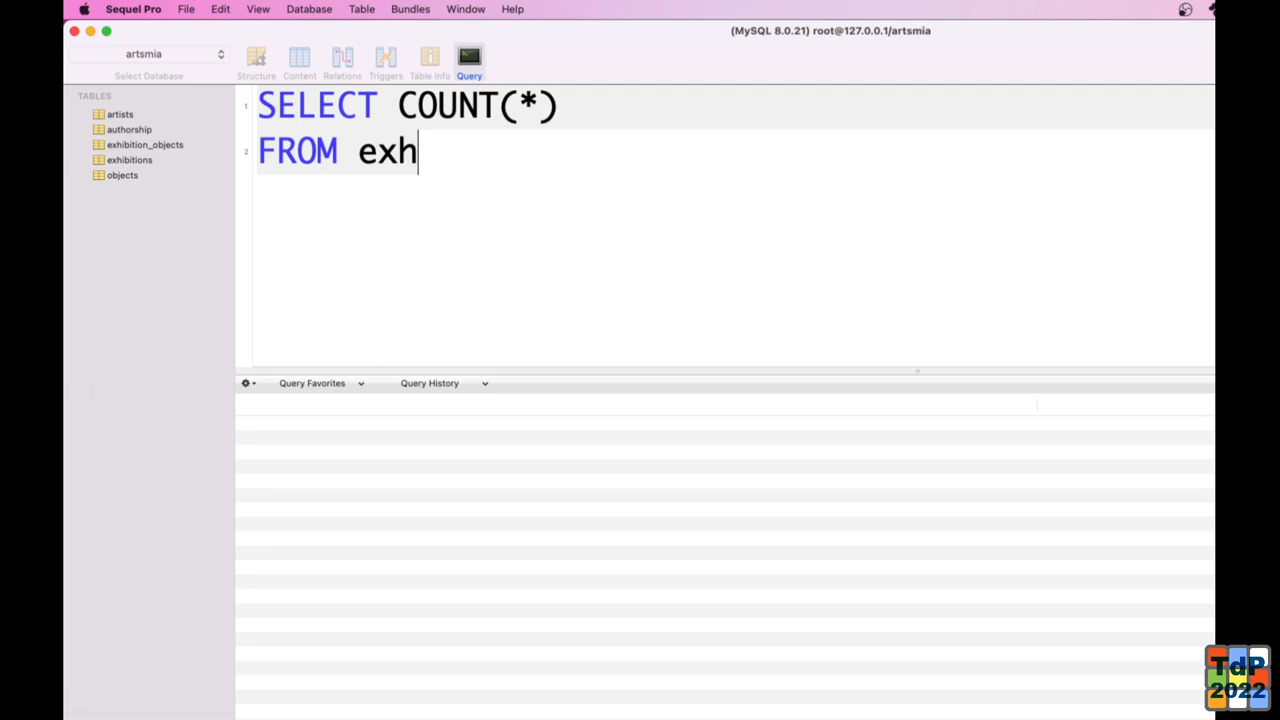 Sequel Pro File Edit View Database Table Bundles Window Help
(MySQL 8.0.21) root@127.0.0.1/artsmia
artsmia
Select Database
Structure Content Relations Triggers Table Info Query
TABLES
artists
authorship
exhibition_objects
exhibitions
objects
1 SELECT COUNT(*)
2 FROM exh
Query Favorites Query History
TdP
2022